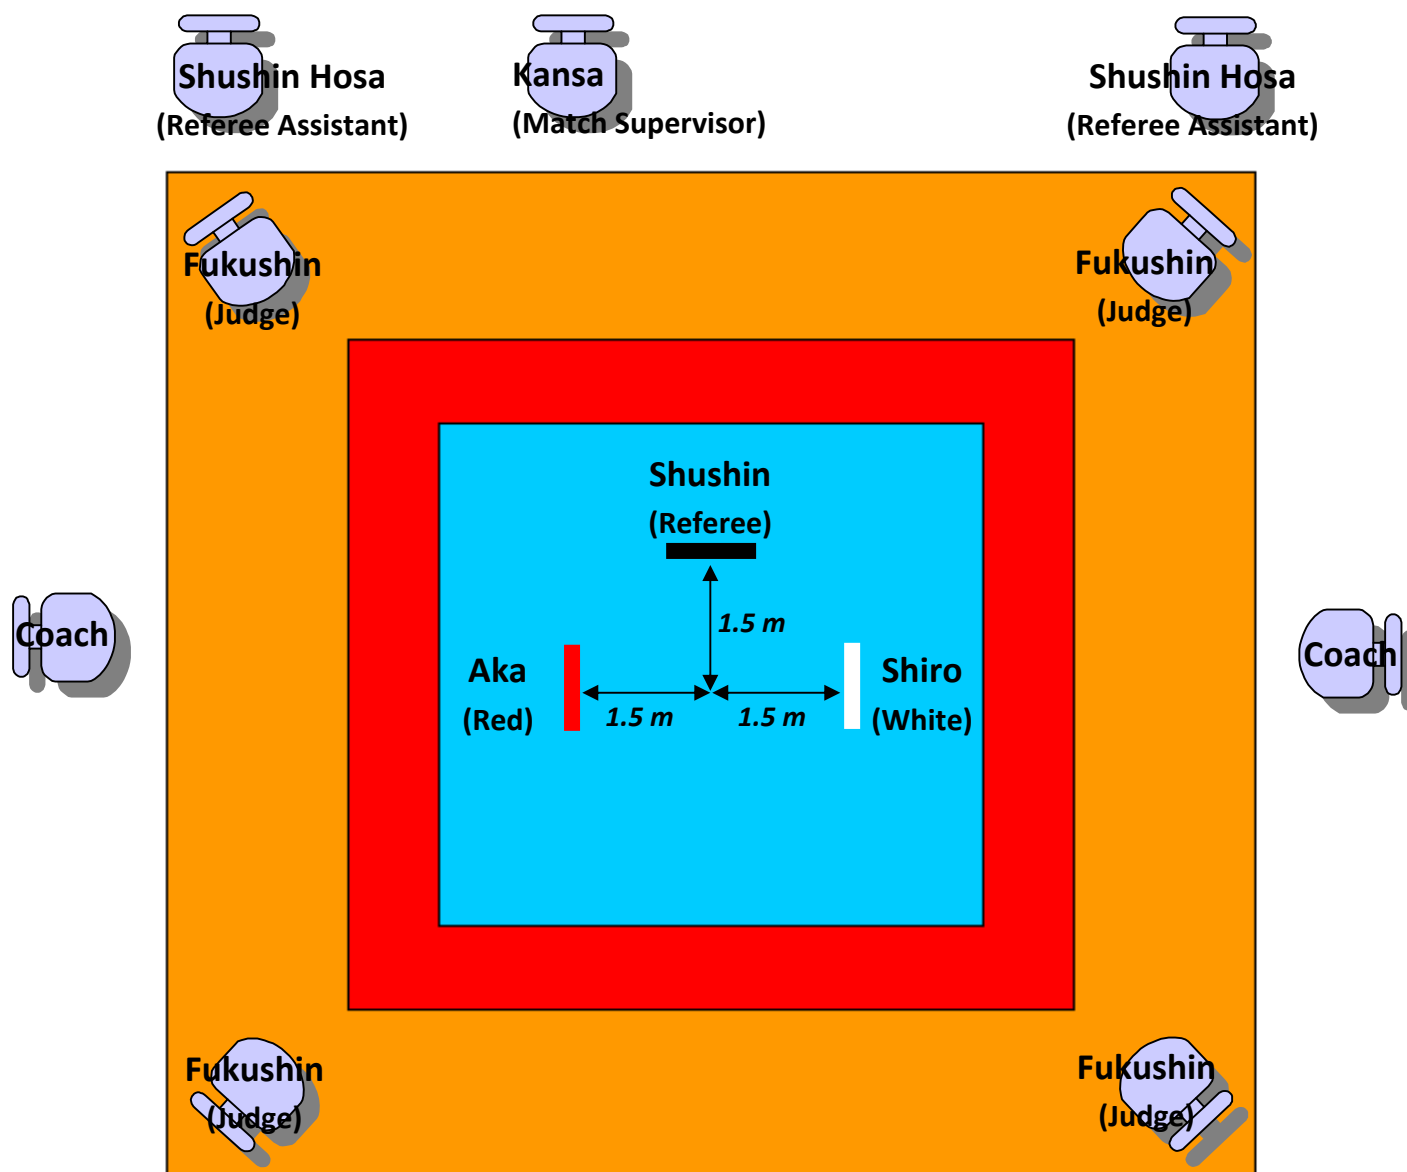 Shushin Hosa
(Referee Assistant)
Kansa
(Match Supervisor)
Shushin Hosa
(Referee Assistant)
Fukushin
(Judge)
Fukushin
(Judge)
Shushin
(Referee)
1.5 m
Coach
Aka
(Red)
1.5 m
1.5 m
Shiro
(White)
Coach
Fukushin
(Judge)
Fukushin
(Judge)